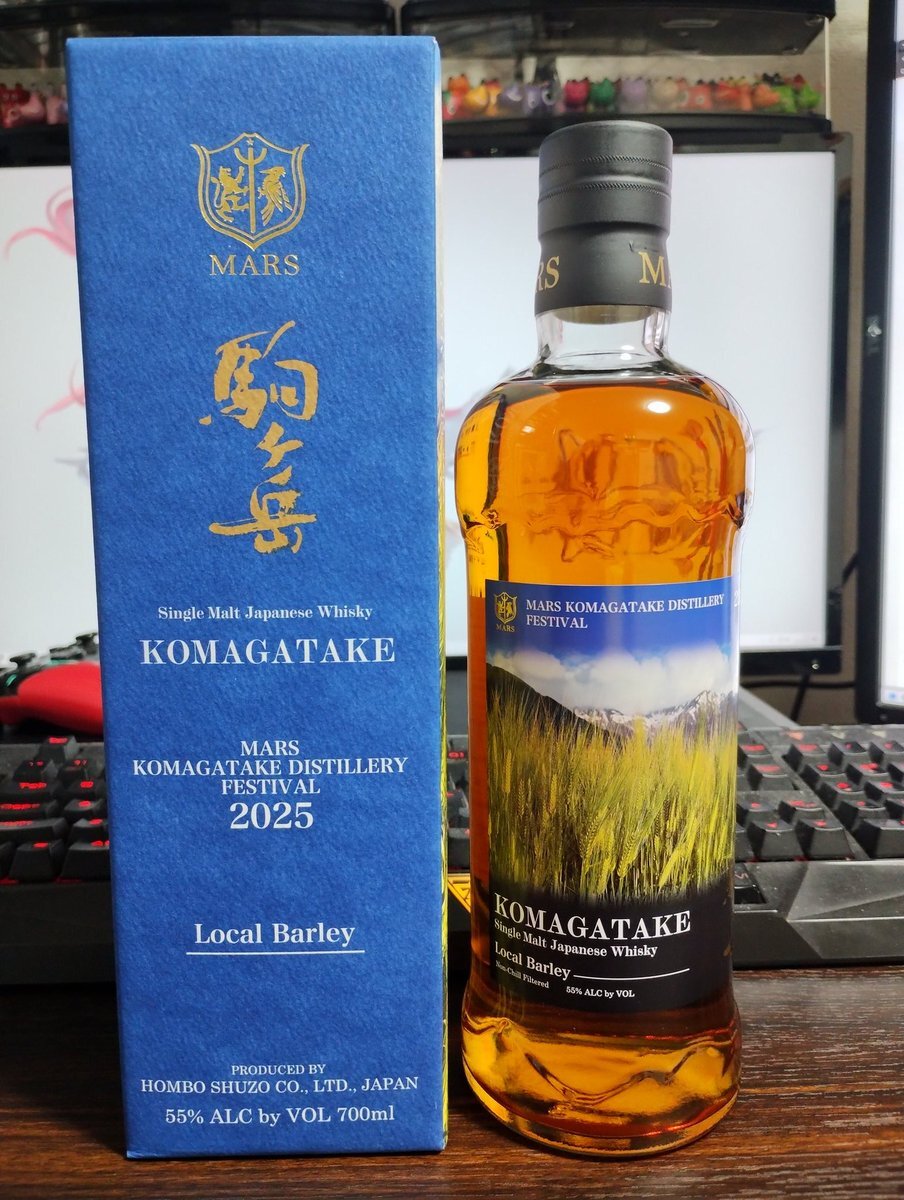 MARS
駒ヶ岳
Single Malt Japanese Whisky
KOMAGATAKE
MARS
KOMAGATAKE DISTILLERY
FESTIVAL
2025
Local Barley
PRODUCED BY
HOMBO SHUZO CO., LTD., JAPAN
55% ALC by VOL 700ml
RS MA
MARS
MARS KOMAGATAKE DISTILLERY
FESTIVAL
KOMAGATAKE
Single Malt Japanese Whisky
Local Barley
Non-Chill Filtered 55% ALC by VOL